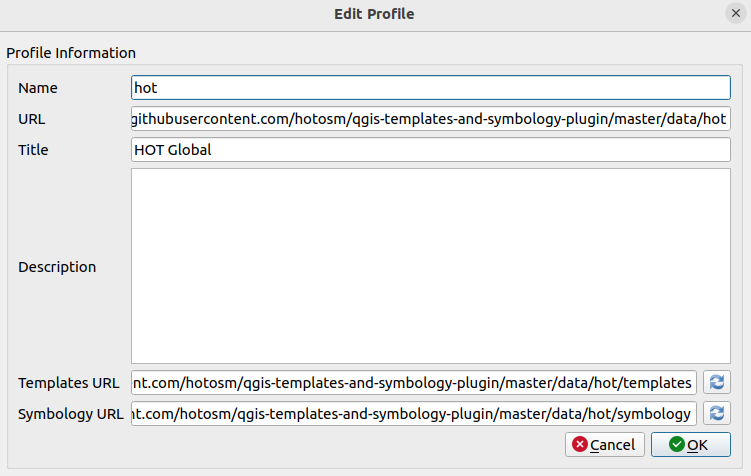 Edit Profile
Profile Information
Name hot
URL githubusercontent.com/hotosm/qgis-templates-and-symbology-plugin/master/data/hot
Title HOT Global
Description
Templates URL nt.com/hotosm/qgis-templates-and-symbology-plugin/master/data/hot/templates
Symbology URL nt.com/hotosm/qgis-templates-and-symbology-plugin/master/data/hot/symbology
Cancel OK